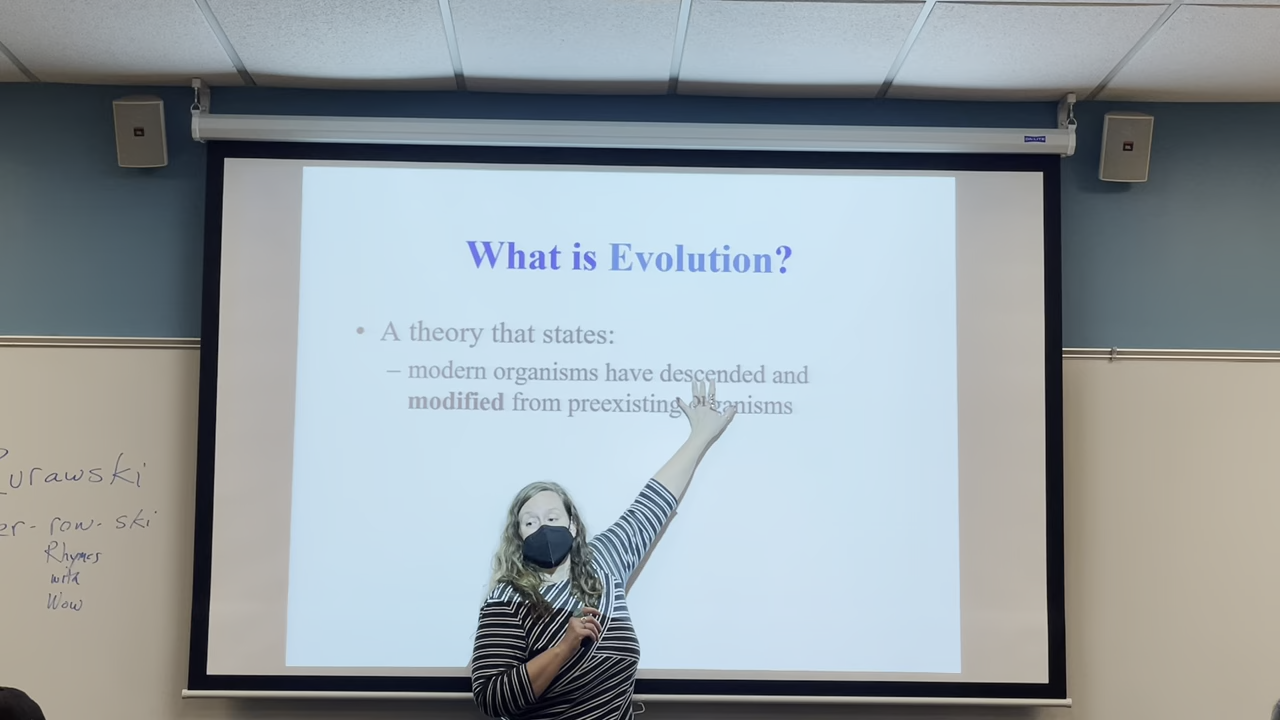 What is Evolution?
• A theory that states:
– modern organisms have descended and
modified from preexisting organisms
urawski
er-row-ski
Rhymes
with
Wow